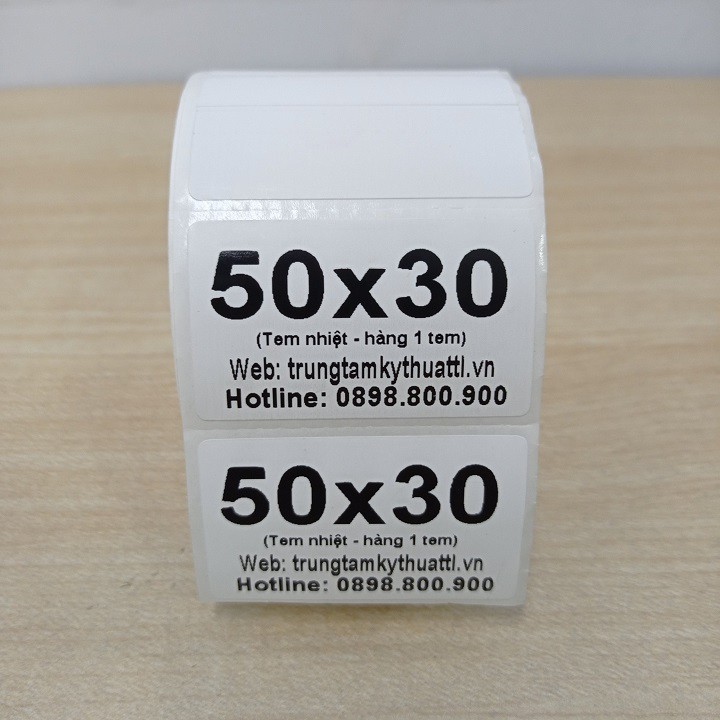 50x30
(Tem nhiệt - hàng 1 tem)
Web: trungtamkythuattl.vn
Hotline: 0898.800.900
50x30
(Tem nhiệt - hàng 1 tem)
Web: trungtamkythuattl.vn
Hotline: 0898.800.900